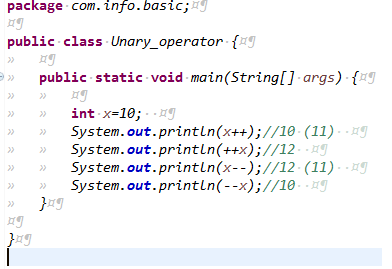 package com.info.basic;
public class Unary_operator {
public static void main(String[] args) {
int x=10;
System.out.println(x++);//10 (11)
System.out.println(++x);//12
System.out.println(x--);//12 (11)
System.out.println(--x);//10
}
}